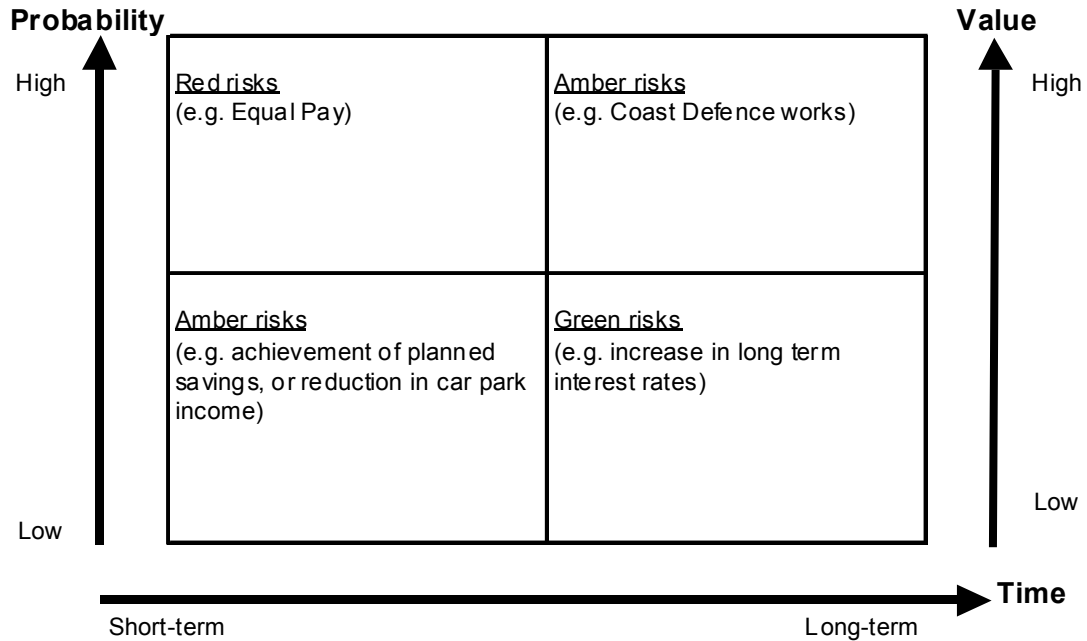 Probability
Value
High
High
Red risks
(e.g. Equal Pay)
Amber risks
(e.g. Coast Defence works)
Amber risks
(e.g. achievement of planned
savings, or reduction in car park
income)
Green risks
(e.g. increase in long term
interest rates)
Low
Low
Time
Short-term
Long-term